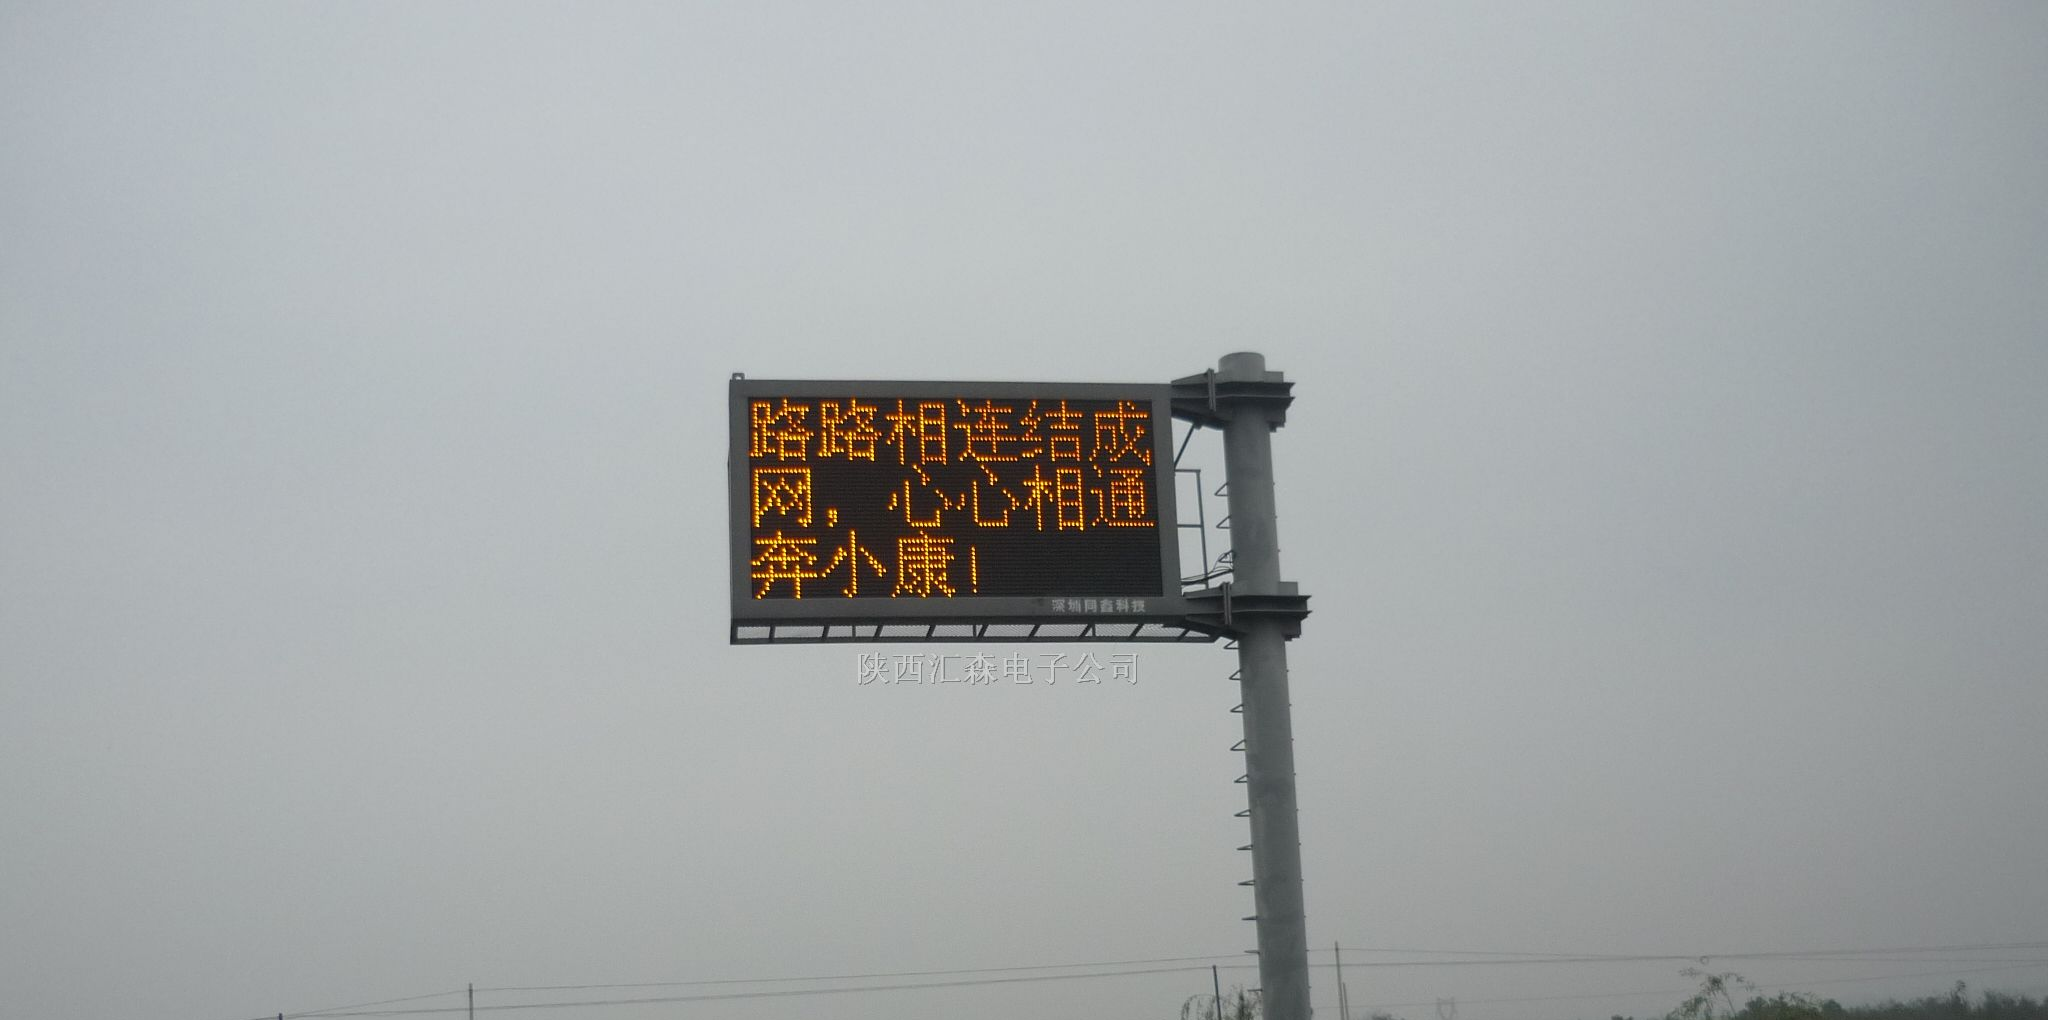 路路相连结成
网，心心相通
奔小康！
深圳同鑫科技
陕西汇森电子公司